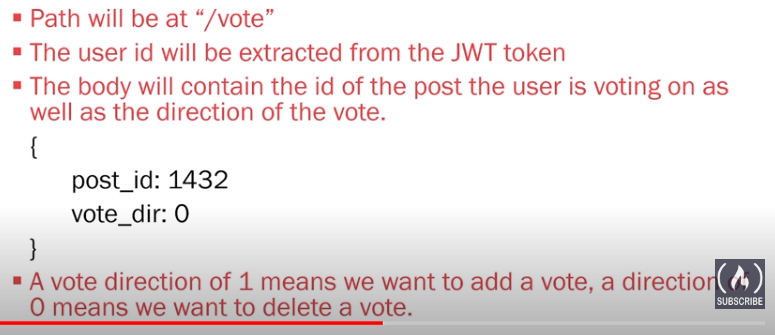 ▪ Path will be at “/vote”
▪ The user id will be extracted from the JWT token
▪ The body will contain the id of the post the user is voting on as
well as the direction of the vote.
{
post_id: 1432
vote_dir: 0
}
▪ A vote direction of 1 means we want to add a vote, a direction of
0 means we want to delete a vote.
SUBSCRIBE